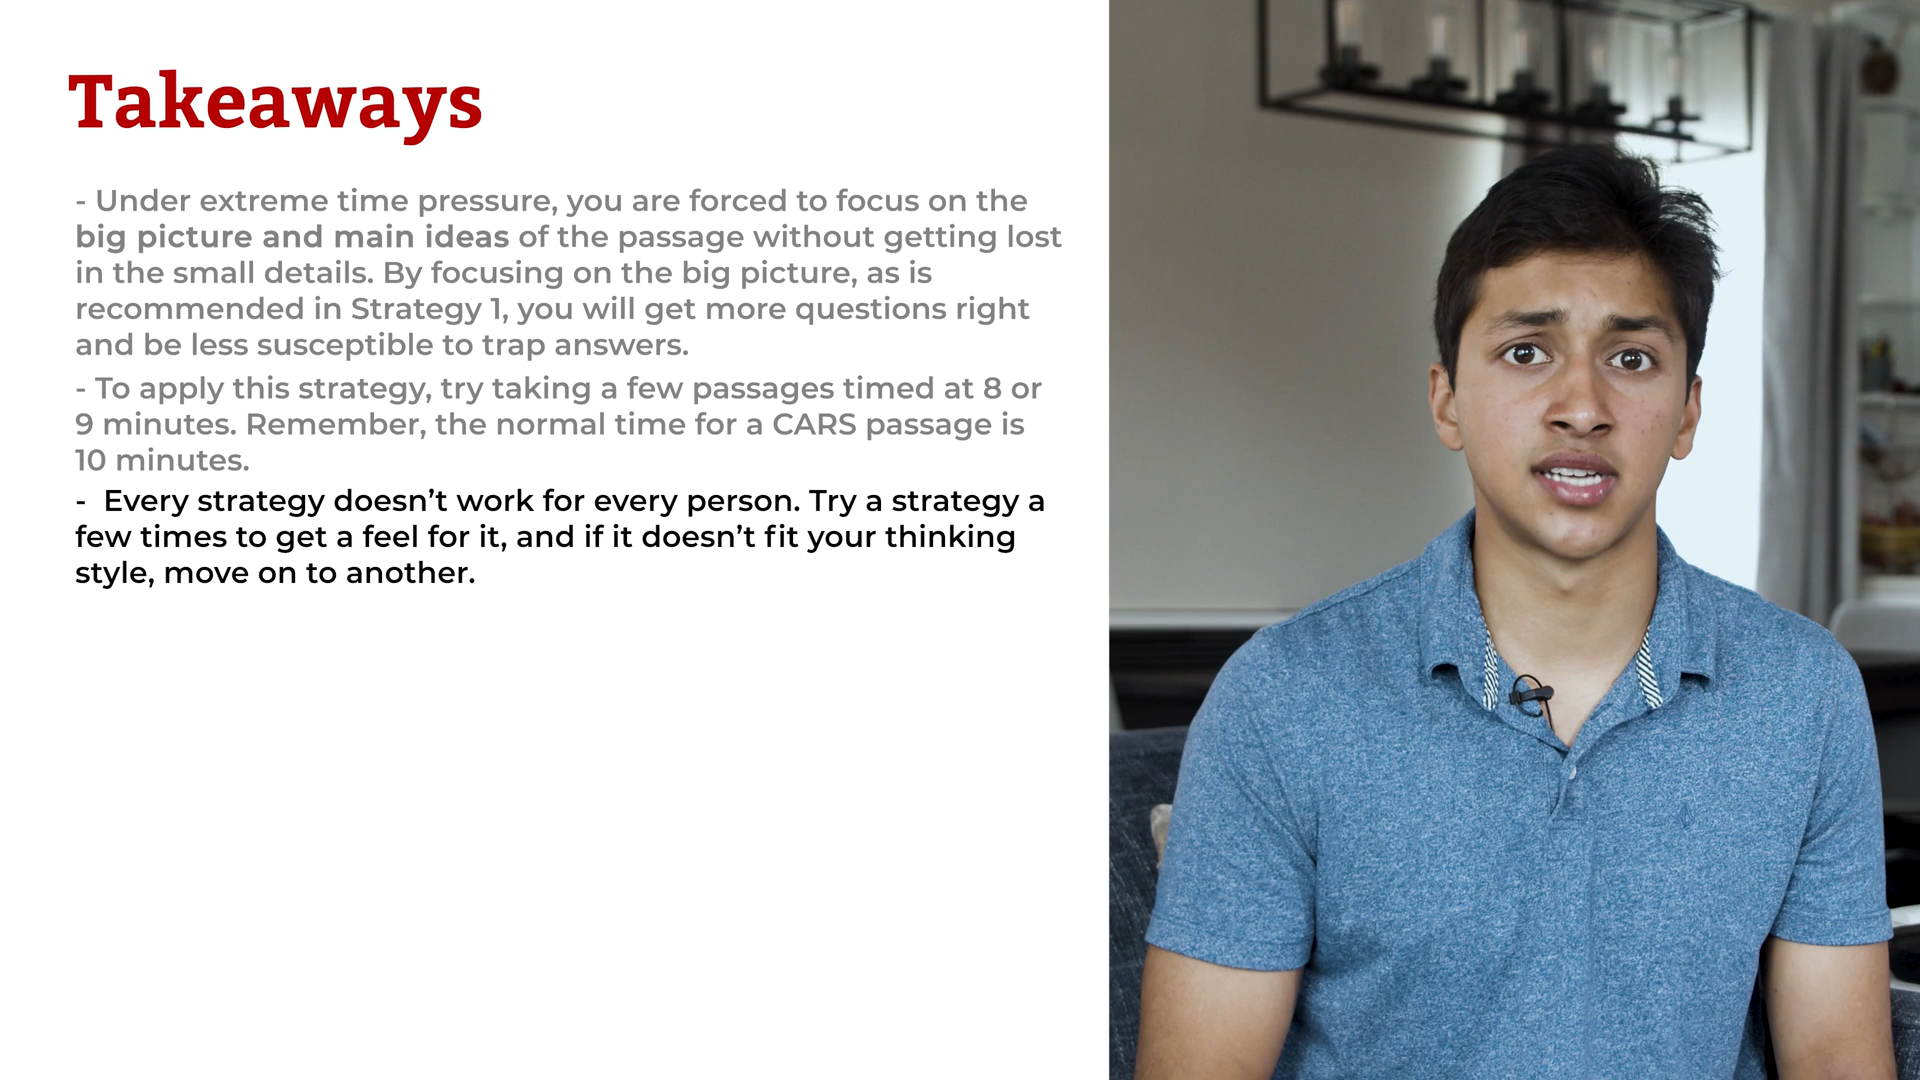 Takeaways
- Under extreme time pressure, you are forced to focus on the
big picture and main ideas of the passage without getting lost
in the small details. By focusing on the big picture, as is
recommended in Strategy 1, you will get more questions right
and be less susceptible to trap answers.
- To apply this strategy, try taking a few passages timed at 8 or
9 minutes. Remember, the normal time for a CARS passage is
10 minutes.
-  Every strategy doesn’t work for every person. Try a strategy a
few times to get a feel for it, and if it doesn’t fit your thinking
style, move on to another.